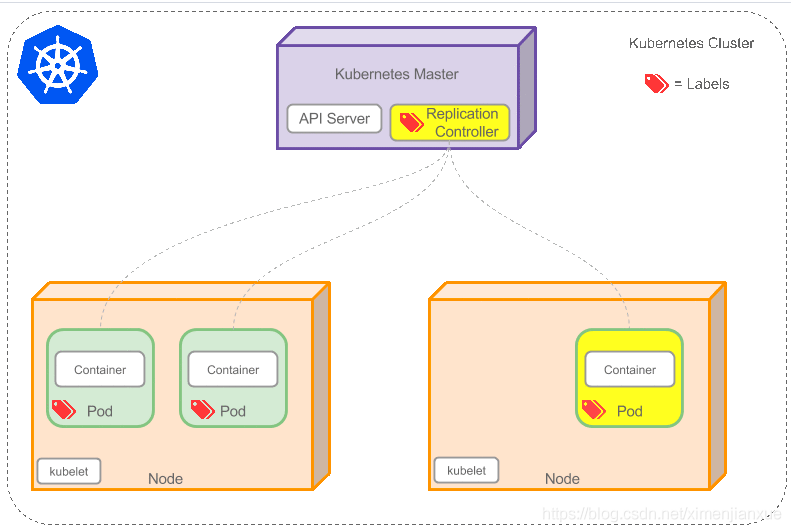 Kubernetes Cluster
= Labels
Kubernetes Master
API Server
Replication
Controller
Container
Pod
Container
Pod
kubelet
Node
Container
Pod
kubelet
Node
https://blog.csdn.net/ximenjianxue